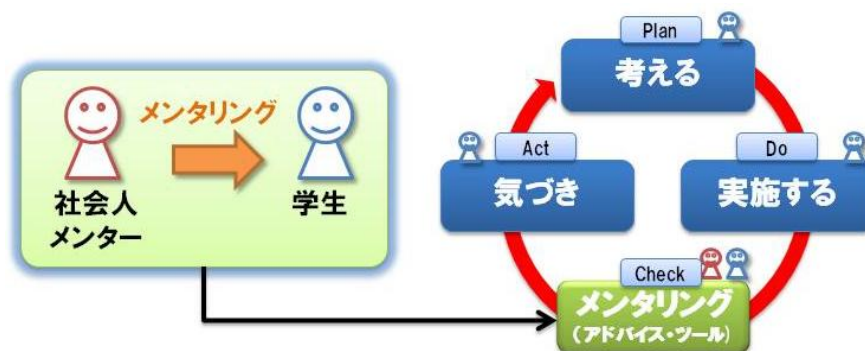 メンタリング
社会人
メンター
学生
Plan
考える
Do
実施する
Check
メンタリング
(アドバイス・ツール)
Act
気づき